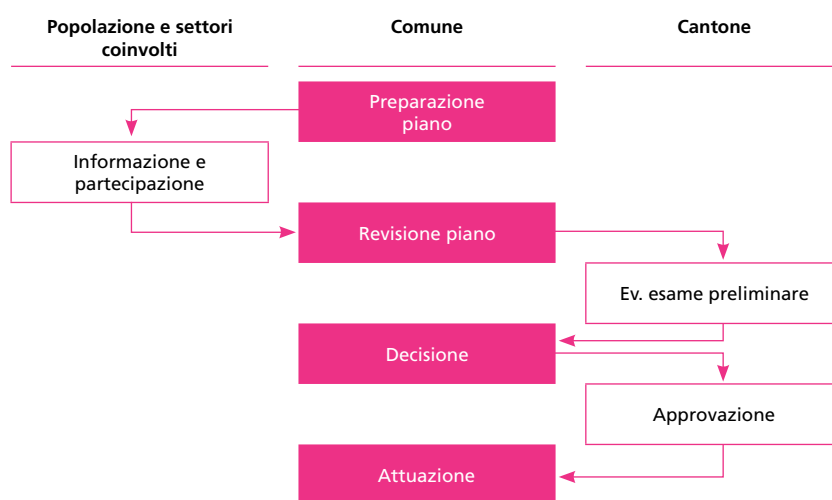 Popolazione e settori
coinvolti
Comune
Cantone
Preparazione
piano
Informazione e
partecipazione
Revisione piano
Ev. esame preliminare
Decisione
Approvazione
Attuazione